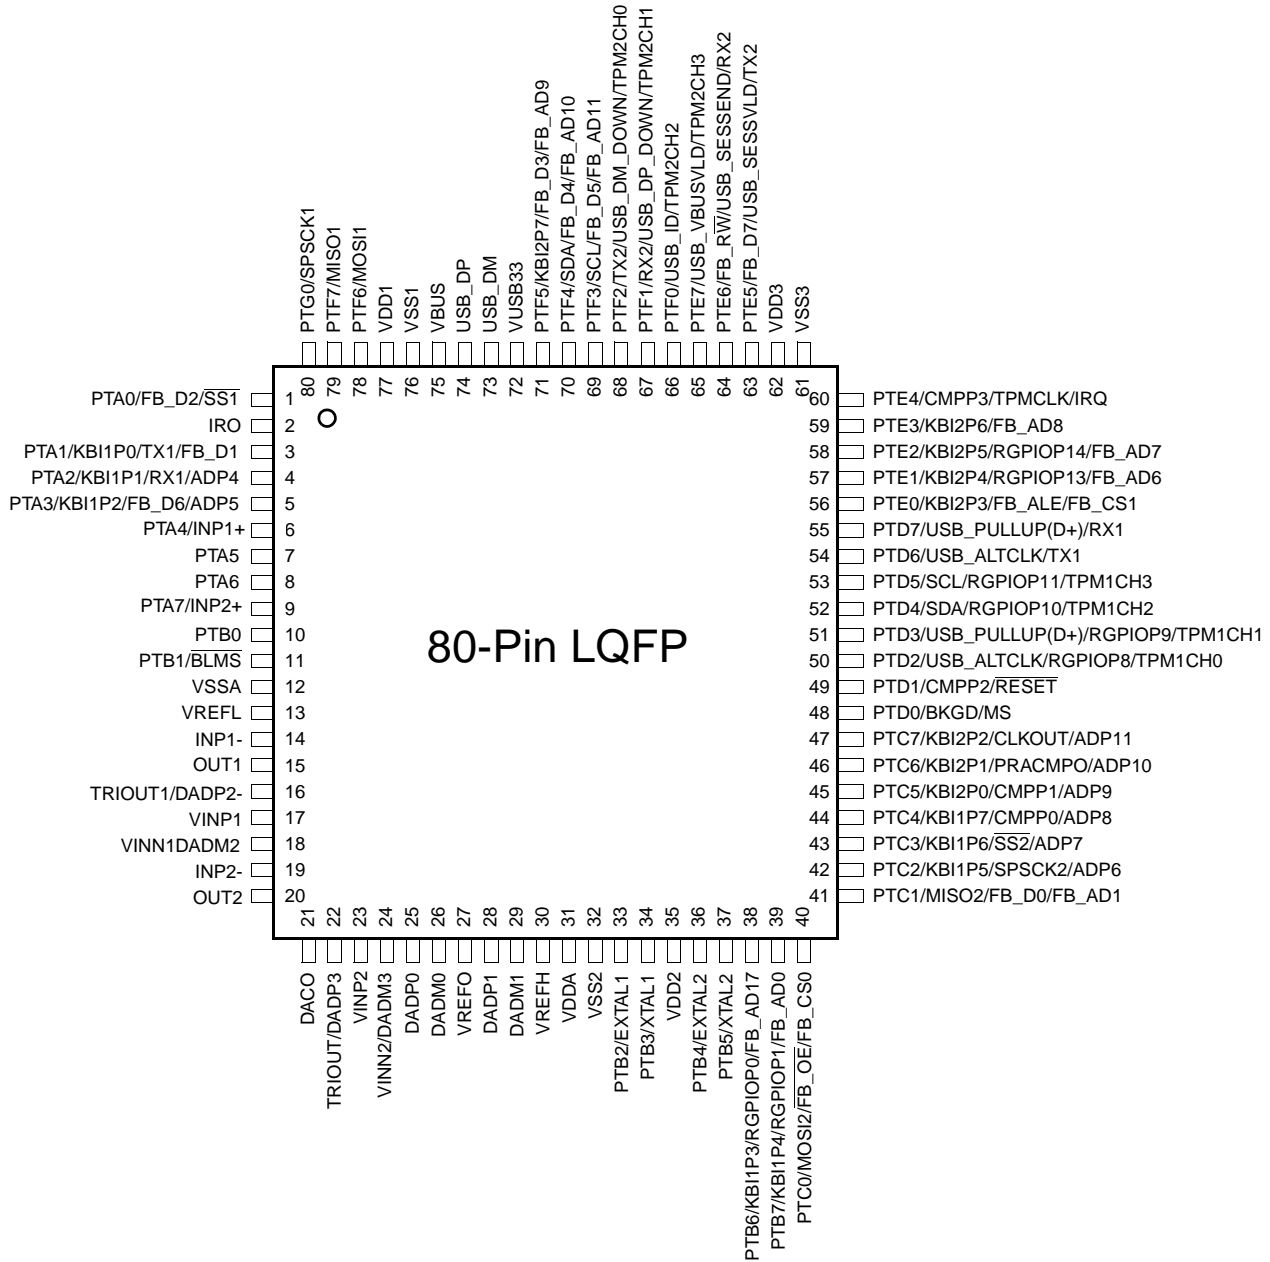 PTG0/SPSCK1
PTF7/MISO1
PTF6/MOSI1
VDD1
VSS1
VBUS
USB_DP
USB_DM
VUSB33
PTF5/KBI2P7/FB_D3/FB_AD9
PTF4/SDA/FB_D4/FB_AD10
PTF3/SCL/FB_D5/FB_AD11
PTF2/TX2/USB_DM_DOWN/TPM2CH0
PTF1/RX2/USB_DP_DOWN/TPM2CH1
PTF0/USB_ID/TPM2CH2
PTE7/USB_VBUSVLD/TPM2CH3
PTE6/FB_RW/USB_SESSEND/RX2
PTE5/FB_D7/USB_SESSVLD/TX2
VDD3
VSS3
80
79
78
77
76
75
74
73
72
71
70
69
68
67
66
65
64
63
62
61
PTA0/FB_D2/SS1 1
IRO 2
PTA1/KBI1P0/TX1/FB_D1 3
PTA2/KBI1P1/RX1/ADP4 4
PTA3/KBI1P2/FB_D6/ADP5 5
PTA4/INP1+ 6
PTA5 7
PTA6 8
PTA7/INP2+ 9
PTB0 10
PTB1/BLMS 11
VSSA 12
VREFL 13
INP1- 14
OUT1 15
TRIOUT1/DADP2- 16
VINP1 17
VINN1DADM2 18
INP2- 19
OUT2 20
80-Pin LQFP
60 PTE4/CMPP3/TPMCLK/IRQ
59 PTE3/KBI2P6/FB_AD8
58 PTE2/KBI2P5/RGPIOP14/FB_AD7
57 PTE1/KBI2P4/RGPIOP13/FB_AD6
56 PTE0/KBI2P3/FB_ALE/FB_CS1
55 PTD7/USB_PULLUP(D+)/RX1
54 PTD6/USB_ALTCLK/TX1
53 PTD5/SCL/RGPIOP11/TPM1CH3
52 PTD4/SDA/RGPIOP10/TPM1CH2
51 PTD3/USB_PULLUP(D+)/RGPIOP9/TPM1CH1
50 PTD2/USB_ALTCLK/RGPIOP8/TPM1CH0
49 PTD1/CMPP2/RESET
48 PTD0/BKGD/MS
47 PTC7/KBI2P2/CLKOUT/ADP11
46 PTC6/KBI2P1/PRACMPO/ADP10
45 PTC5/KBI2P0/CMPP1/ADP9
44 PTC4/KBI1P7/CMPP0/ADP8
43 PTC3/KBI1P6/SS2/ADP7
42 PTC2/KBI1P5/SPSCK2/ADP6
41 PTC1/MISO2/FB_D0/FB_AD1
21
22
23
24
25
26
27
28
29
30
31
32
33
34
35
36
37
38
39
40
DACO
TRIOUT/DADP3
VINP2
VINN2/DADM3
DADP0
DADM0
VREFO
DADP1
DADM1
VREFH
VDDA
VSS2
PTB2/EXTAL1
PTB3/XTAL1
VDD2
PTB4/EXTAL2
PTB5/XTAL2
PTB6/KBI1P3/RGPIOP0/FB_AD17
PTB7/KBI1P4/RGPIOP1/FB_AD0
PTC0/MOSI2/FB_OE/FB_CS0